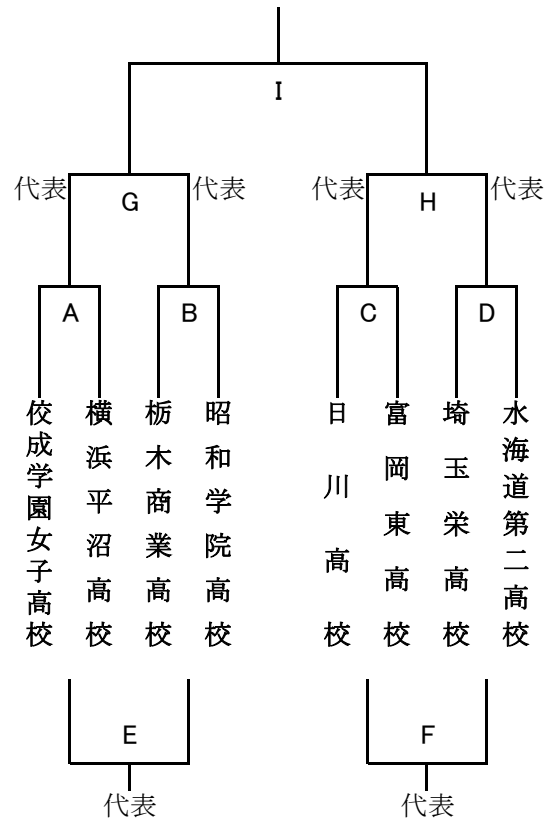 I
代表
G
代表
代表
H
代表
A
B
C
D
佼成学園女子高校
横浜平沼高校
栃木商業高校
昭和学院高校
日川高校
富岡東高校
埼玉栄高校
水海道第二高校
E
F
代表
代表